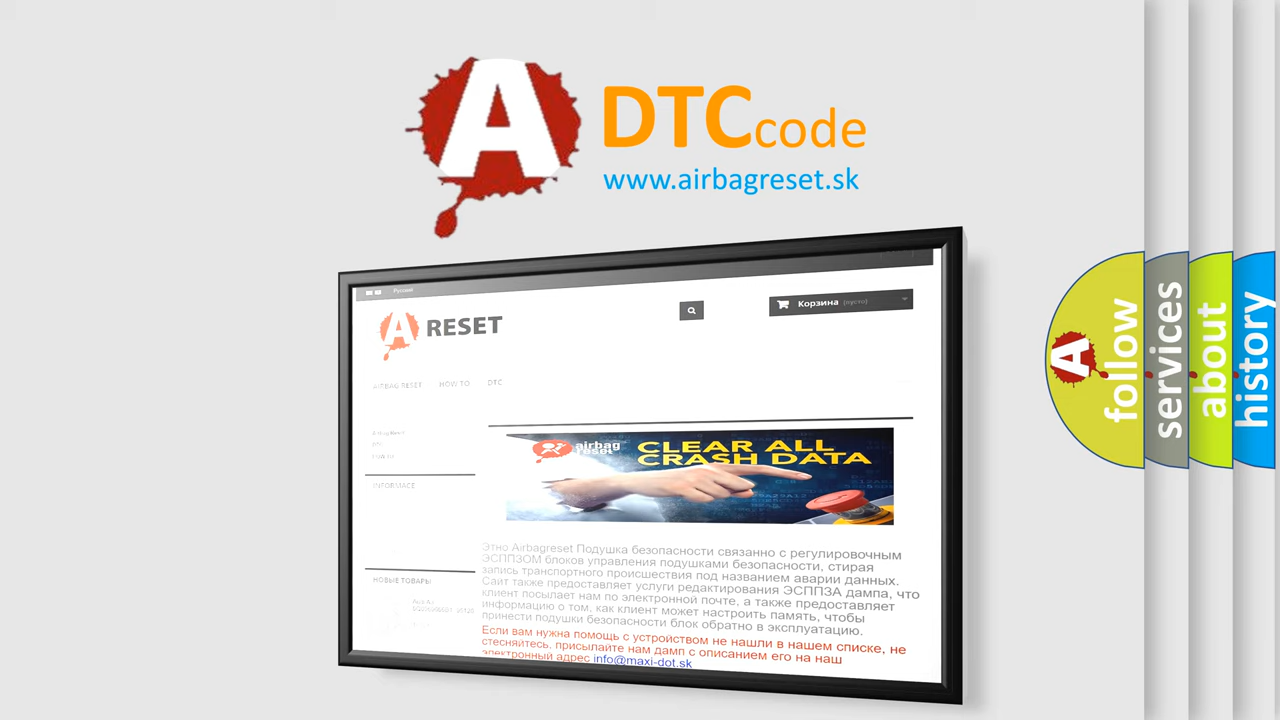 A DTCcode
www.airbagreset.sk
Русский
A RESET
Корзина (пусто)
AIRBAG RESET HOW TO DTC
DTC
INFORMACE
airbag
reset
CLEAR ALL
CRASH DATA
Этно Airbagreset Подушка безопасности связанно с регулировочным
ЭСППЗОМ блоков управления подушками безопасности, стирая
запись транспортного происшествия под названием аварии данных.
Сайт также предоставляет услуги редактирования ЭСППЗА дампа, что
клиент посылает нам по электронной почте, а также предоставляет
информацию о том, как клиент может настроить память, чтобы
принести подушки безопасности блок обратно в эксплуатацию.
Если вам нужна помощь с устройством не нашли в нашем списке, не
стесняйтесь, присылайте нам дамп с описанием его на наш
электронный адрес info@maxi-dot.sk
НОВЫЕ ТОВАРЫ
A follow
services
about
history